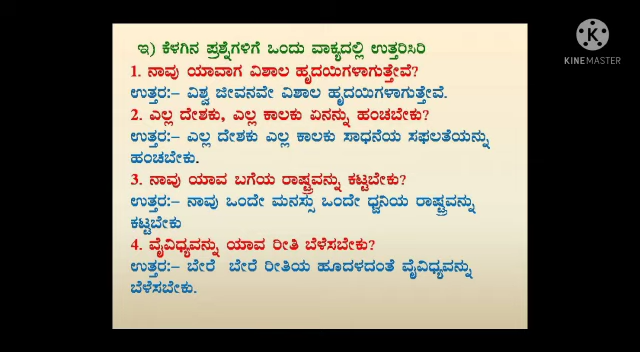 ಇ) ಕೆಳಗಿನ ಪ್ರಶ್ನೆಗಳಿಗೆ ಒಂದು ವಾಕ್ಯದಲ್ಲಿ ಉತ್ತರಿಸಿರಿ
1. ನಾವು ಯಾವಾಗ ವಿಶಾಲ ಹೃದಯಿಗಳಾಗುತ್ತೇವೆ?
ಉತ್ತರ:– ವಿಶ್ವ ಜೀವನವೇ ವಿಶಾಲ ಹೃದಯಿಗಳಾಗುತ್ತೇವೆ.
2. ಎಲ್ಲ ದೇಶಕು, ಎಲ್ಲ ಕಾಲಕು ಏನನ್ನು ಹಂಚಬೇಕು?
ಉತ್ತರ:– ಎಲ್ಲ ದೇಶಕು ಎಲ್ಲ ಕಾಲಕು ಸಾಧನೆಯ ಸಫಲತೆಯನ್ನು
ಹಂಚಬೇಕು.
3. ನಾವು ಯಾವ ಬಗೆಯ ರಾಷ್ಟ್ರವನ್ನು ಕಟ್ಟಬೇಕು?
ಉತ್ತರ:– ನಾವು ಒಂದೇ ಮನಸ್ಸು ಒಂದೇ ಧ್ವನಿಯ ರಾಷ್ಟ್ರವನ್ನು
ಕಟ್ಟಬೇಕು
4. ವೈವಿಧ್ಯವನ್ನು ಯಾವ ರೀತಿ ಬೆಳೆಸಬೇಕು?
ಉತ್ತರ:– ಬೇರೆ ಬೇರೆ ರೀತಿಯ ಹೂದಳದಂತೆ ವೈವಿಧ್ಯವನ್ನು
ಬೆಳೆಸಬೇಕು.
K
KINEMASTER